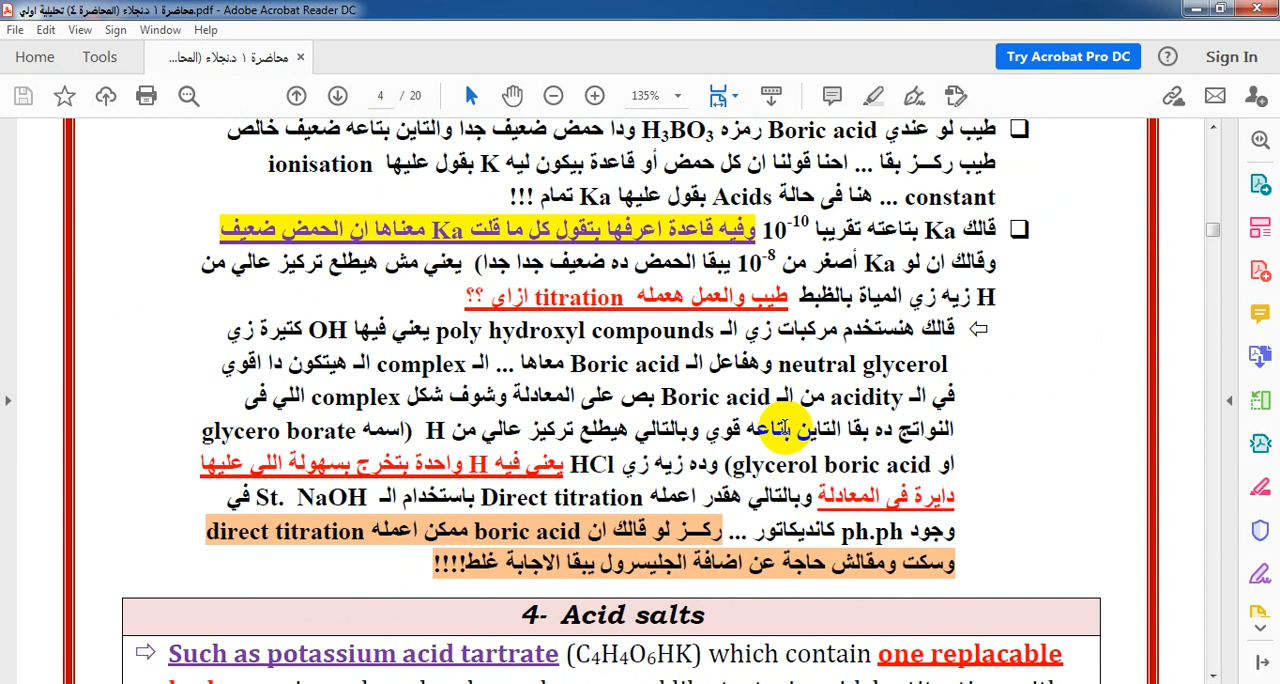 محاضرة ١ د.نجلاء (المحاضرة ٤) تحليلية اولي.pdf - Adobe Acrobat Reader DC
File Edit View Sign Window Help
Home Tools محاضرة ١ د.نجلاء (المحا... × Try Acrobat Pro DC Sign In
4 / 20 135%
❑ طيب لو عندي Boric acid رمزه H₃BO₃ ودا حمض ضعيف جدا والتاين بتاعه ضعيف خالص
طيب ركـــز بقا ... احنا قولنا ان كل حمض أو قاعدة بيكون ليه K بقول عليها ionisation
constant ... هنا فى حالة Acids بقول عليها Ka تمام !!!
❑ قالك Ka بتاعته تقريبا 10⁻¹⁰ وفيه قاعدة اعرفها بتقول كل ما قلت Ka معناها ان الحمض ضعيف
وقالك ان لو Ka أصغر من 10⁻⁸ يبقا الحمض ده ضعيف جدا جدا) يعني مش هيطلع تركيز عالي من
H زيه زي المياة بالظبط طيب والعمل هعمله titration ازاي ؟؟
⇦ قالك هنستخدم مركبات زي الـ poly hydroxyl compounds يعني فيها OH كتيرة زي
neutral glycerol وهفاعل الـ Boric acid معاها ... الـ complex الـ هيتكون دا اقوي
في الـ acidity من الـ Boric acid بص على المعادلة وشوف شكل complex اللي فى
النواتج ده بقا التاين بتاعه قوي وبالتالي هيطلع تركيز عالي من H (اسمه glycero borate
او glycerol boric acid) وده زيه زي HCl يعني فيه H واحدة بتخرج بسهولة اللي عليها
دايرة فى المعادلة وبالتالي هقدر اعمله Direct titration باستخدام الـ St. NaOH في
وجود ph.ph كانديكاتور ... ركـــز لو قالك ان boric acid ممكن اعمله direct titration
وسكت ومقالش حاجة عن اضافة الجليسرول يبقا الاجابة غلط!!!!
4- Acid salts
⇨ Such as potassium acid tartrate (C₄H₄O₆HK) which contain one replacable